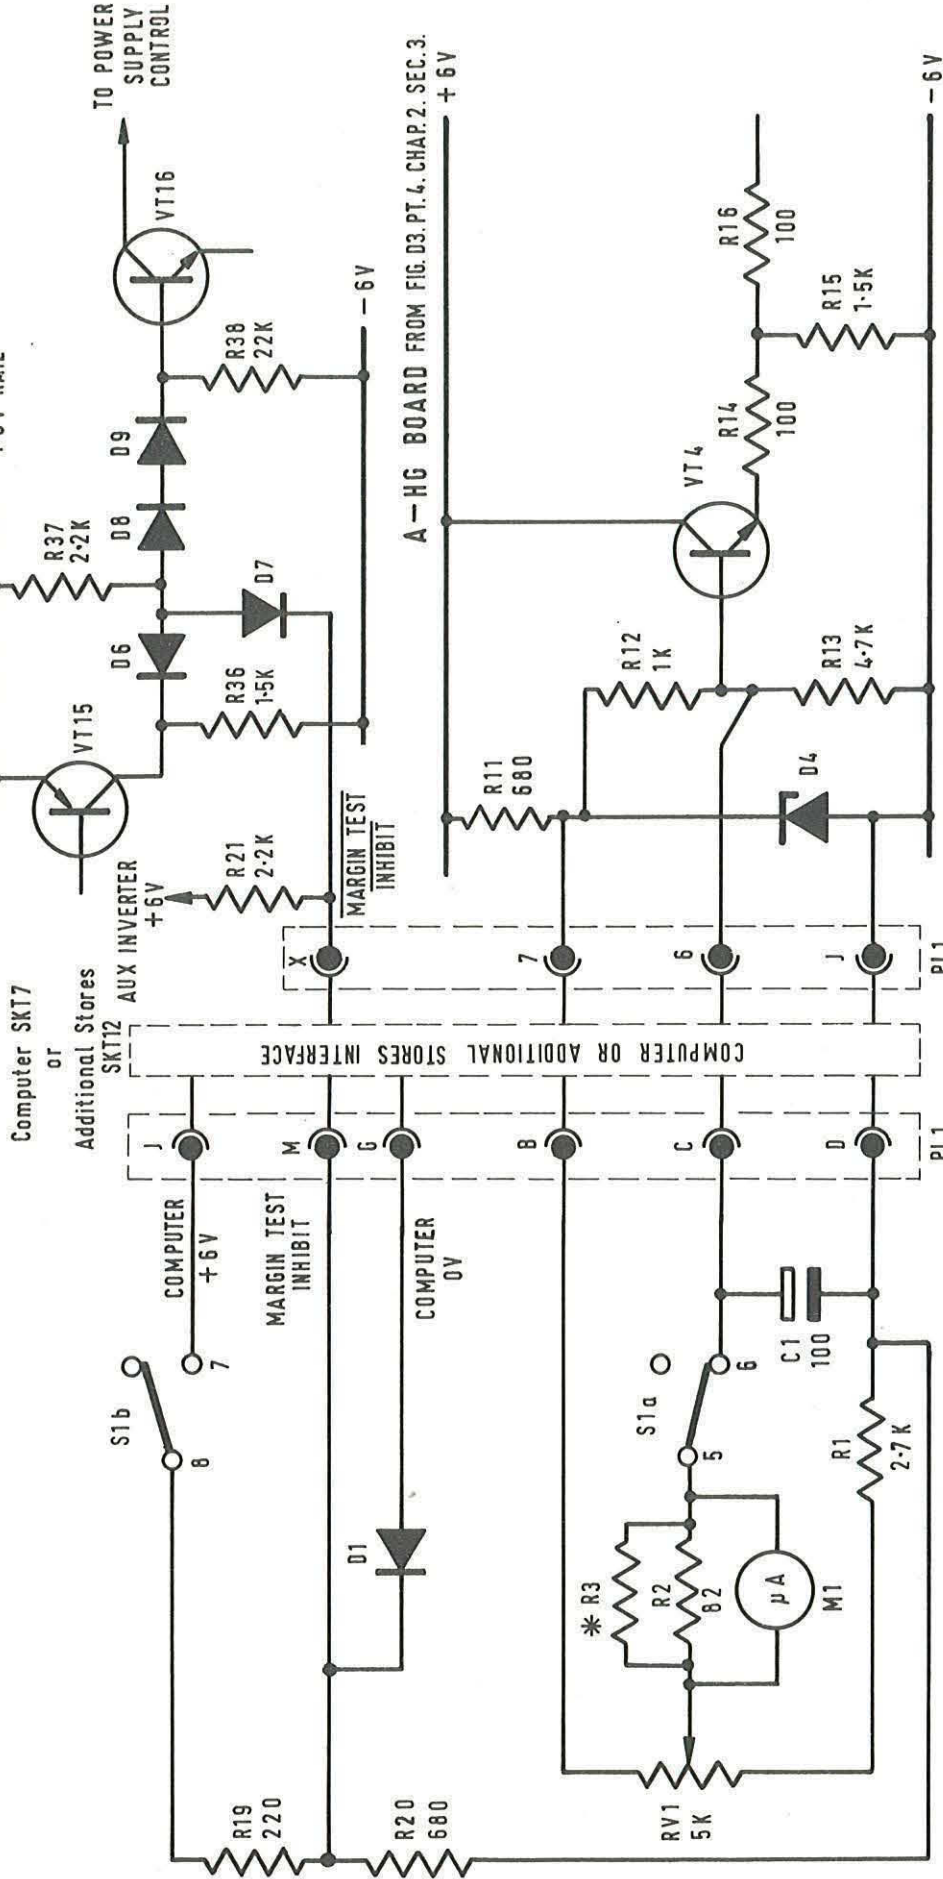 Computer SKT7
or
Additional Stores
SKT12
TO POWER
SUPPLY
CONTROL
VT16
D9
D8
R37
2·2K
D6
VT15
R38
22K
D7
R36
1·5K
-6V
AUX INVERTER
+6V
R21
2·2K
MARGIN TEST
INHIBIT
A-HG BOARD FROM FIG. D3. PT. 4. CHAP. 2. SEC. 3.
+6V
R11
680
R12
1K
VT4
R14
100
R16
100
R15
1·5K
R13
4·7K
D4
-6V
X
7
6
J
PL1
COMPUTER OR ADDITIONAL STORES INTERFACE
J
M
G
B
C
D
PL1
COMPUTER
+6V
MARGIN TEST
INHIBIT
COMPUTER
0V
S1b
8
7
D1
S1a
5
6
C1
100
R1
2·7K
* R3
R2
82
µA
M1
RV1
5K
R19
220
R20
680